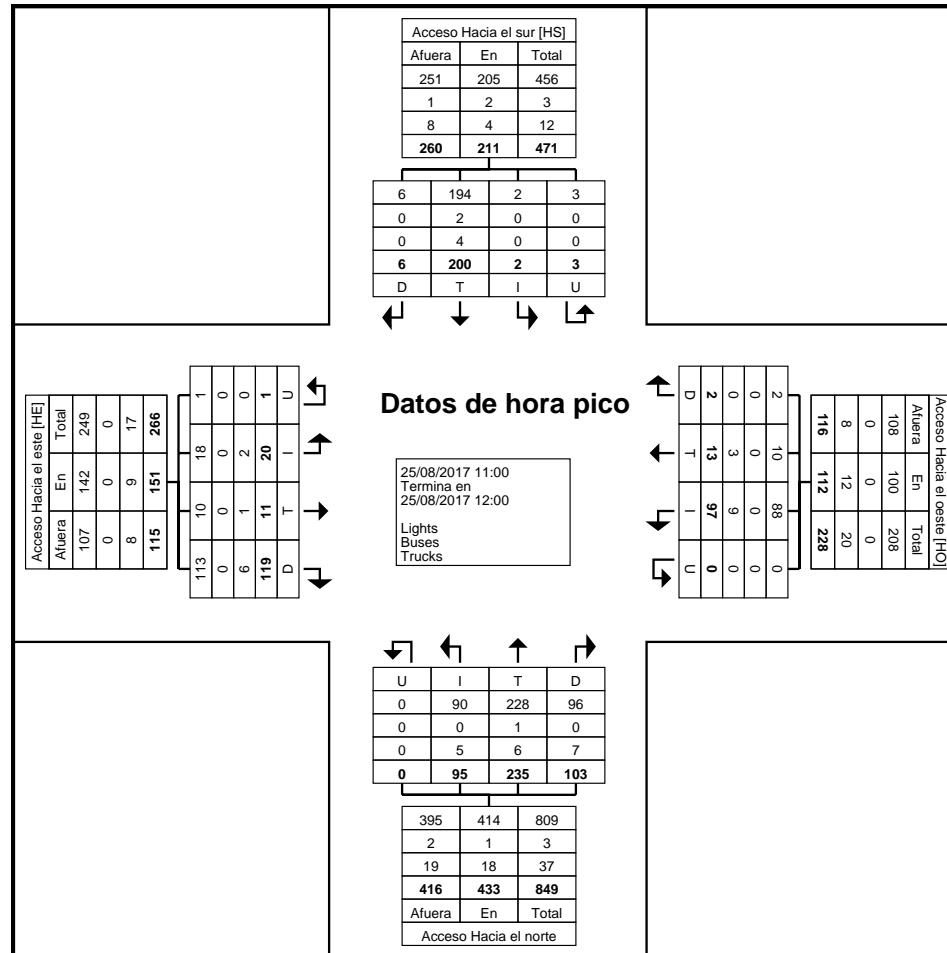 Acceso Hacia el sur [HS]
Afuera En Total
251 205 456
1 2 3
8 4 12
260 211 471
6 194 2 3
0 2 0 0
0 4 0 0
6 200 2 3
D T I U
Acceso Hacia el este [HE]
Total En Afuera
249 142 107
0 0 0
17 9 8
266 151 115
1 18 10 113
0 0 0 0
0 2 1 6
1 20 11 119
U I T D
Datos de hora pico
25/08/2017 11:00
Termina en
25/08/2017 12:00
Lights
Buses
Trucks
Acceso Hacia el oeste [HO]
Afuera En Total
108 100 208
0 0 0
8 12 20
116 112 228
2 10 88 0
0 0 0 0
0 3 9 0
2 13 97 0
D T I U
U I T D
0 90 228 96
0 0 1 0
0 5 6 7
0 95 235 103
395 414 809
2 1 3
19 18 37
416 433 849
Afuera En Total
Acceso Hacia el norte